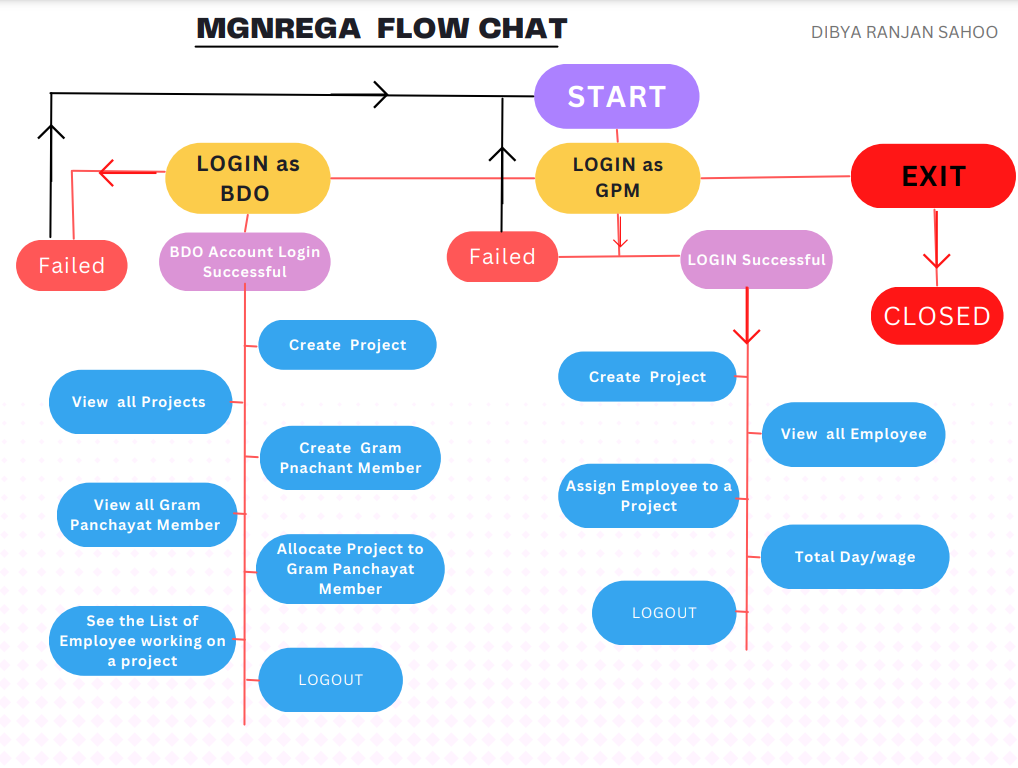 MGNREGA FLOW CHAT
DIBYA RANJAN SAHOO
START
LOGIN as
BDO
LOGIN as
GPM
EXIT
Failed
BDO Account Login
Successful
Failed
LOGIN Successful
CLOSED
Create Project
View all Projects
Create Gram
Pnachant Member
View all Gram
Panchayat Member
Allocate Project to
Gram Panchayat
Member
See the List of
Employee working on
a project
LOGOUT
Create Project
View all Employee
Assign Employee to a
Project
Total Day/wage
LOGOUT